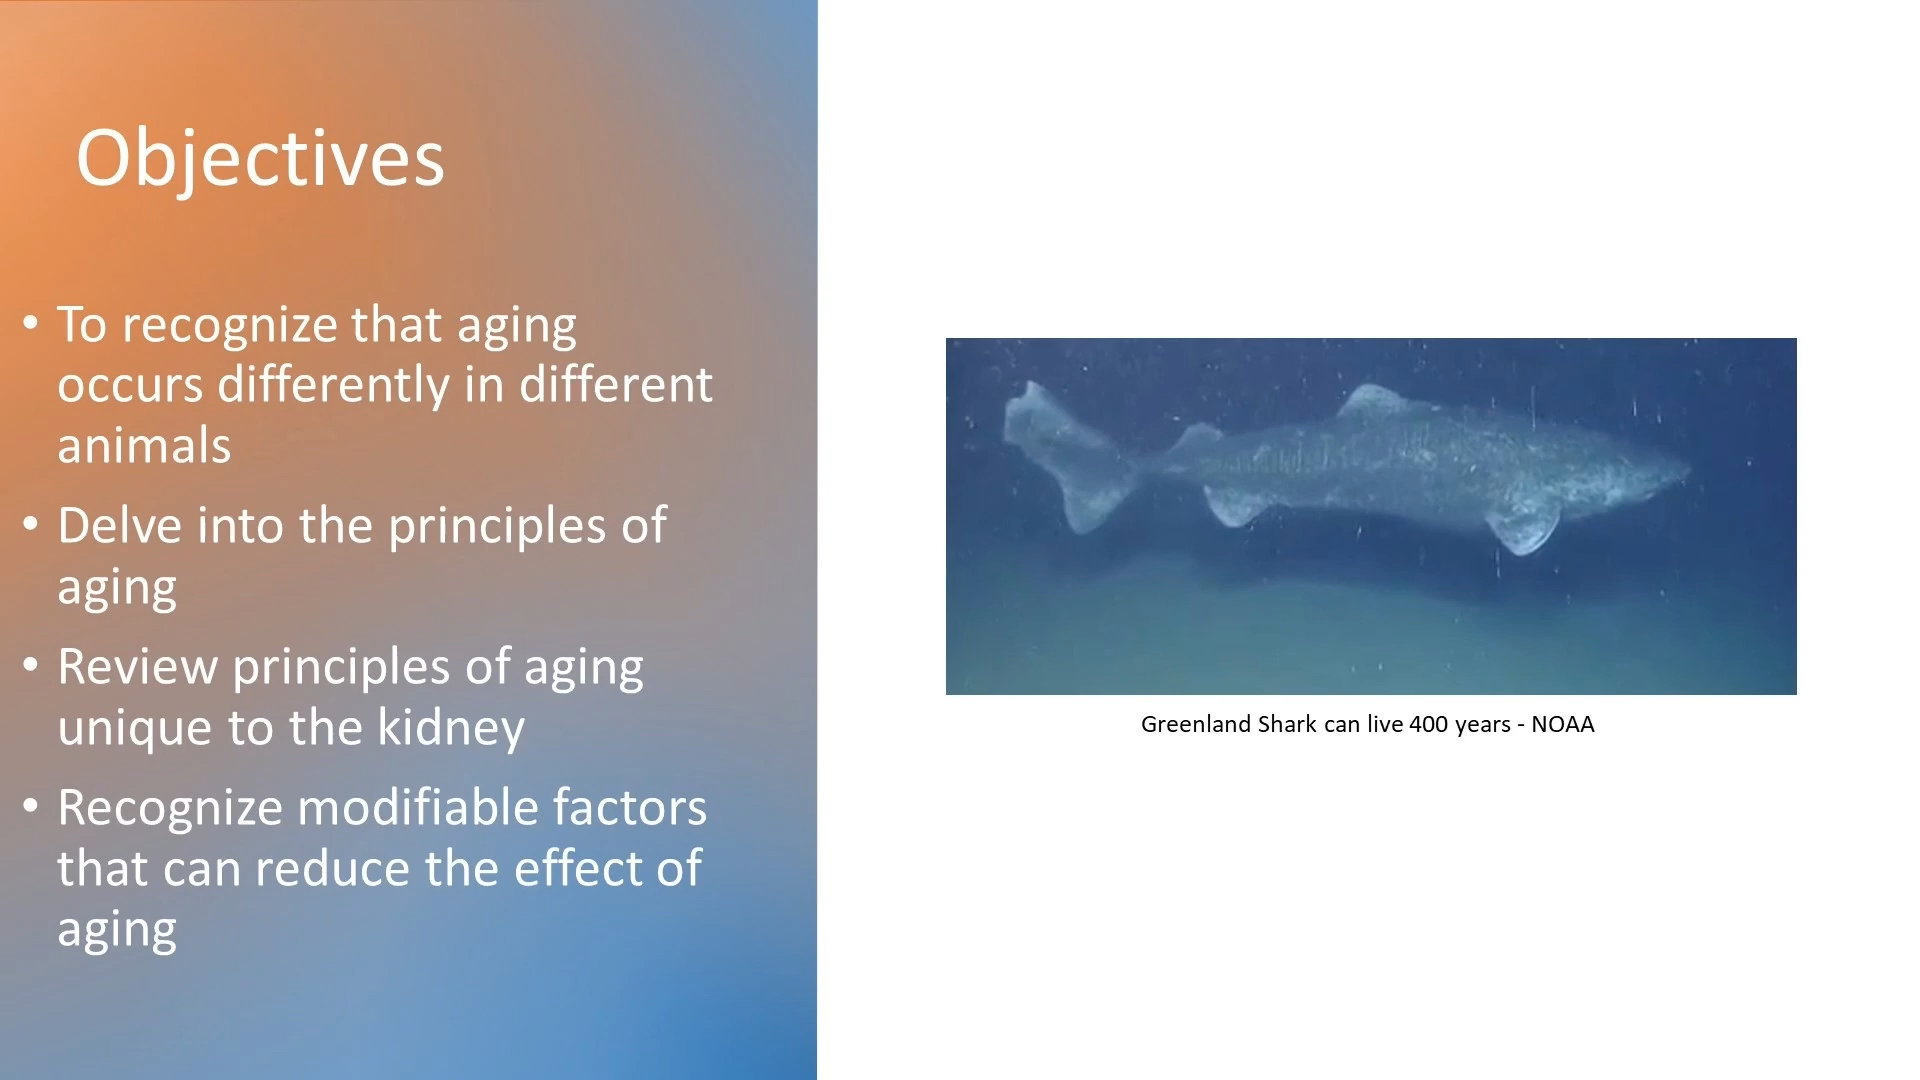 Objectives
• To recognize that aging
occurs differently in different
animals
• Delve into the principles of
aging
• Review principles of aging
unique to the kidney
• Recognize modifiable factors
that can reduce the effect of
aging
Greenland Shark can live 400 years - NOAA